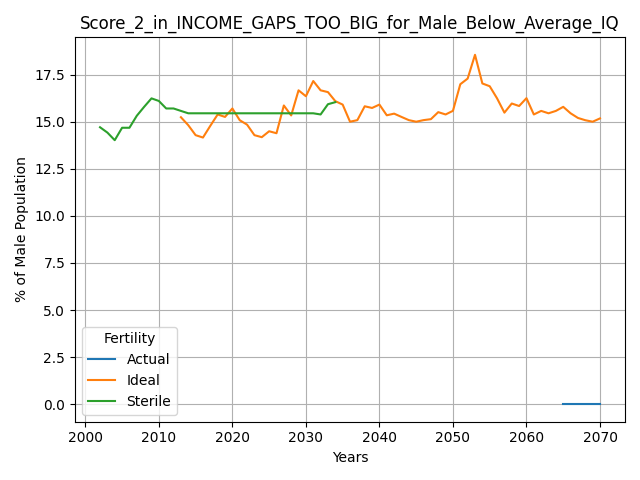 Score_2_in_INCOME_GAPS_TOO_BIG_for_Male_Below_Average_IQ
% of Male Population
17.5
15.0
12.5
10.0
7.5
5.0
2.5
0.0
Fertility
Actual
Ideal
Sterile
2000 2010 2020 2030 2040 2050 2060 2070
Years